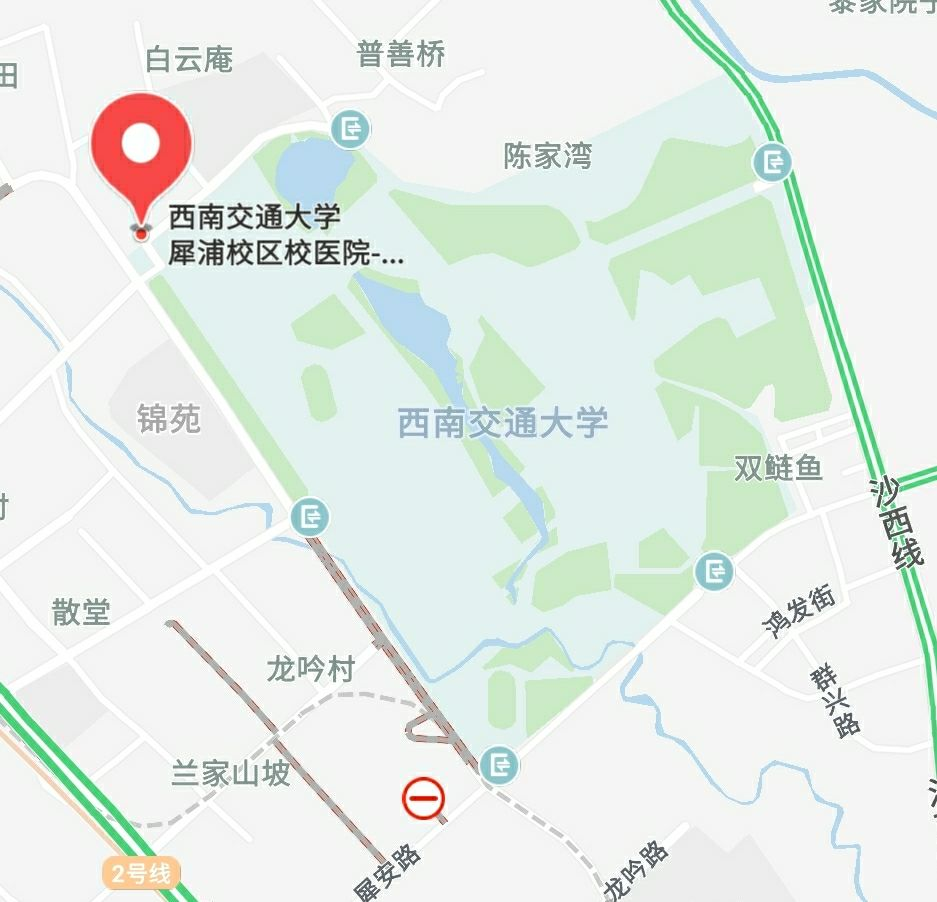 秦家院子
白云庵
普善桥
田
陈家湾
西南交通大学
犀浦校区校医院-...
锦苑
西南交通大学
双鲢鱼
沙西线
村
散堂
鸿发街
龙吟村
群兴路
兰家山坡
2号线
犀安路
龙吟路